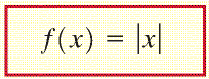 f(x) = |x|